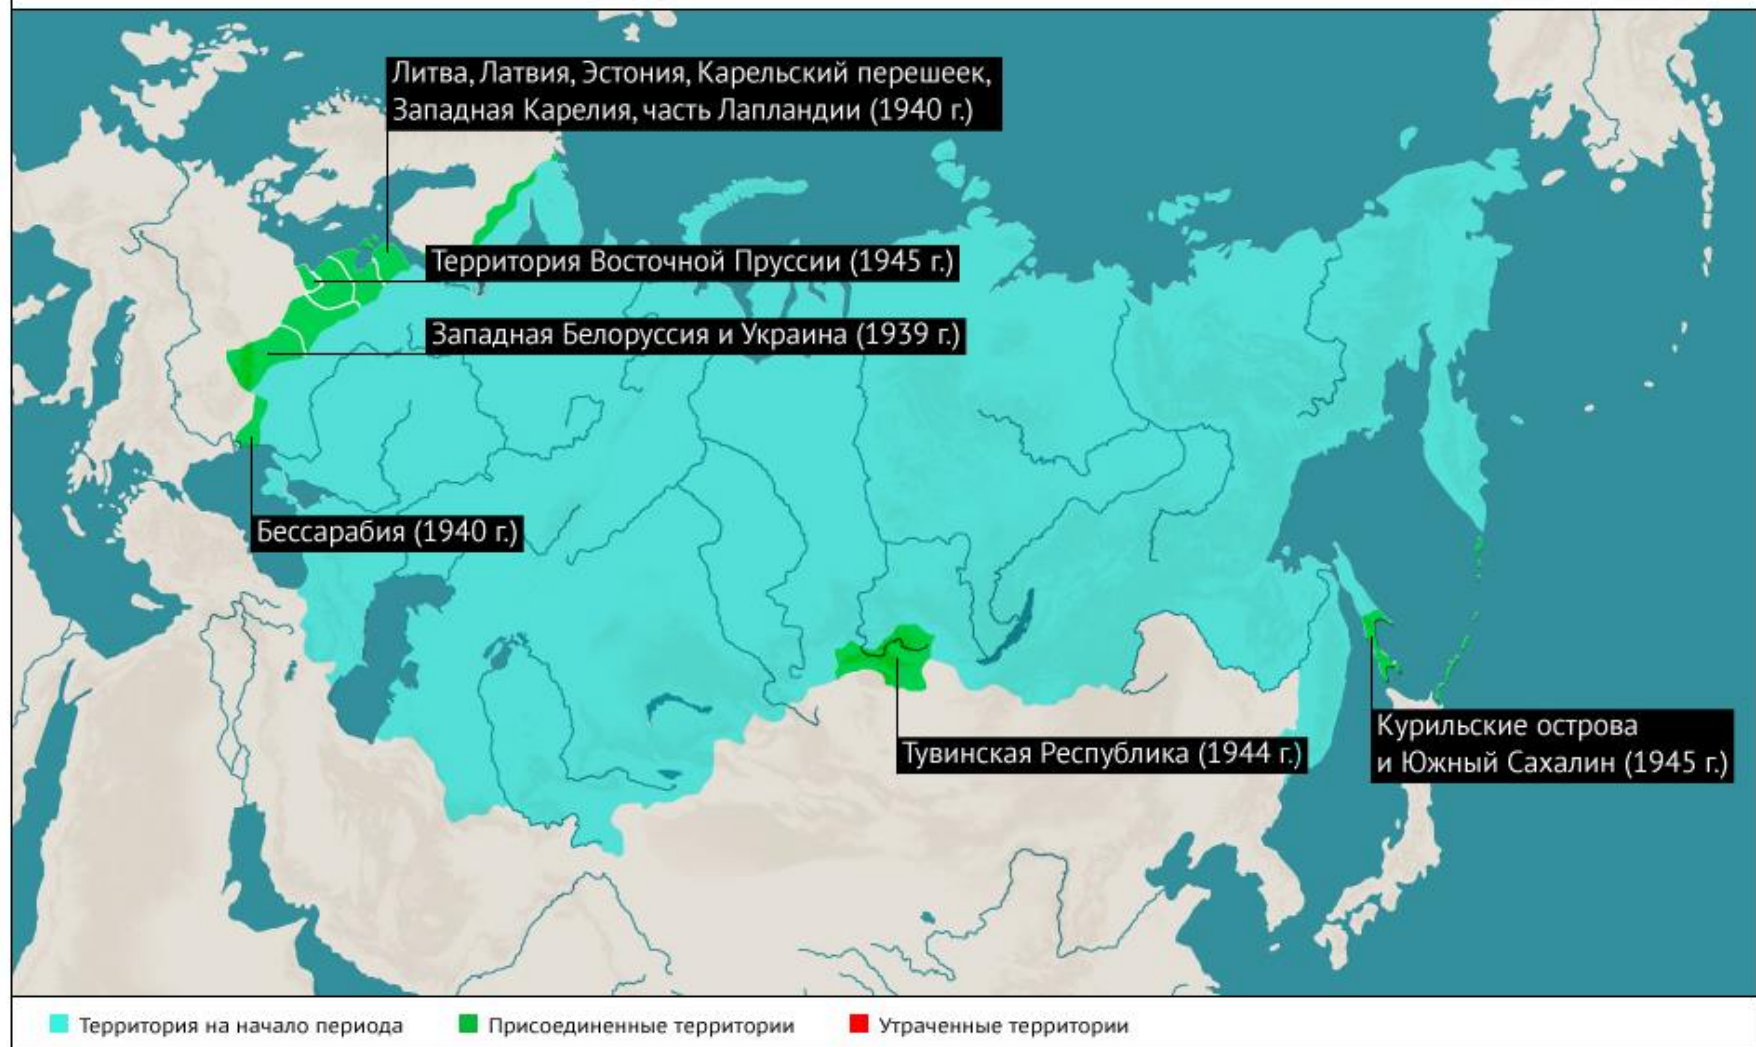 Литва, Латвия, Эстония, Карельский перешеек,
Западная Карелия, часть Лапландии (1940 г.)
Территория Восточной Пруссии (1945 г.)
Западная Белоруссия и Украина (1939 г.)
Бессарабия (1940 г.)
Тувинская Республика (1944 г.)
Курильские острова
и Южный Сахалин (1945 г.)
Территория на начало периода
Присоединенные территории
Утраченные территории